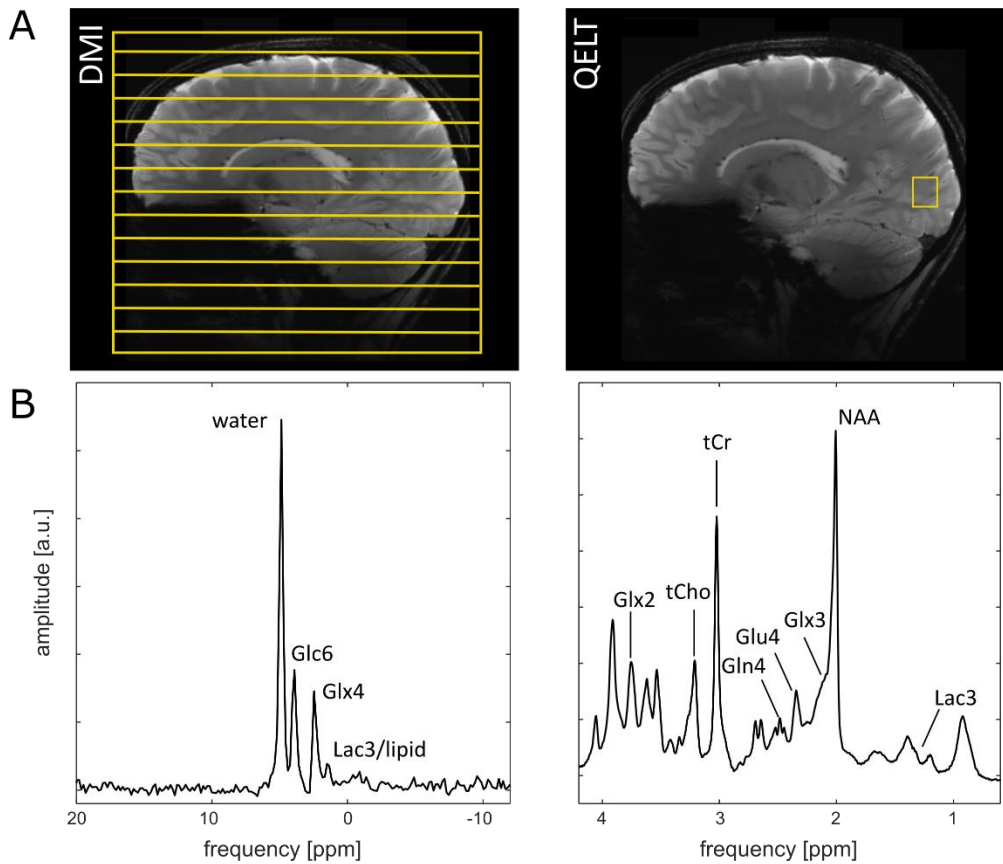 A
DMI
QELT
B
water
Glc6
Glx4
Lac3/lipid
amplitude [a.u.]
20
10
0
-10
frequency [ppm]
NAA
tCr
Glx2
tCho
Glx3
Glu4
Gln4
Lac3
4
3
2
1
frequency [ppm]